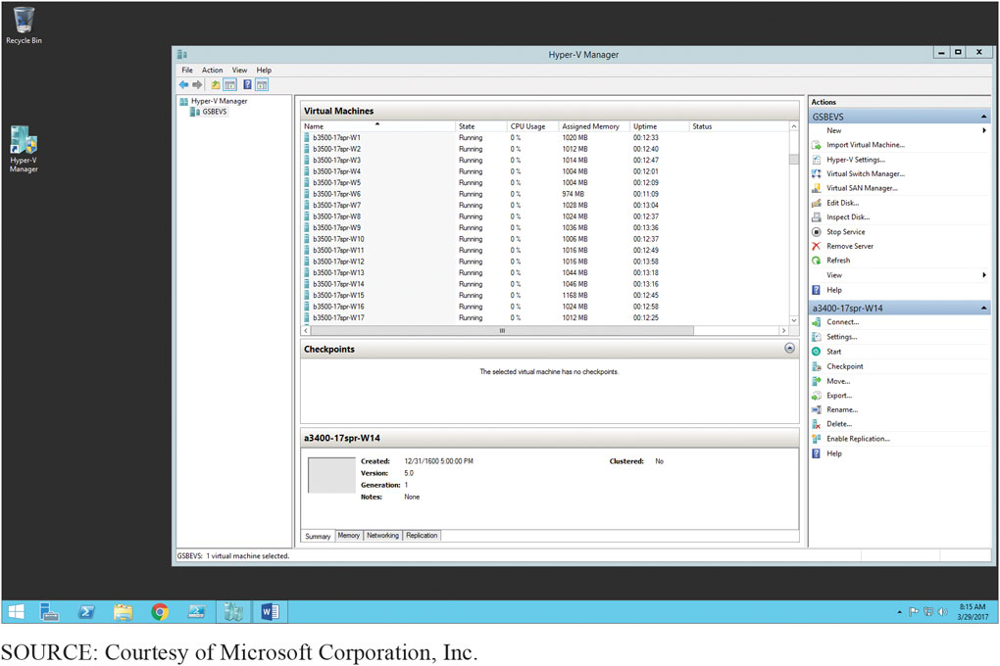 Recycle Bin
Hyper-V Manager
Hyper-V Manager
File Action View Help
Hyper-V Manager
GSBEVS
Virtual Machines
Name State CPU Usage Assigned Memory Uptime Status
b3500-17spr-W1 Running 0 % 1020 MB 00:12:33
b3500-17spr-W2 Running 0 % 1012 MB 00:12:40
b3500-17spr-W3 Running 0 % 1014 MB 00:12:47
b3500-17spr-W4 Running 0 % 1004 MB 00:12:01
b3500-17spr-W5 Running 0 % 1004 MB 00:12:09
b3500-17spr-W6 Running 0 % 974 MB 00:11:09
b3500-17spr-W7 Running 0 % 1028 MB 00:13:04
b3500-17spr-W8 Running 0 % 1024 MB 00:12:37
b3500-17spr-W9 Running 0 % 1036 MB 00:13:36
b3500-17spr-W10 Running 0 % 1006 MB 00:12:37
b3500-17spr-W11 Running 0 % 1016 MB 00:12:49
b3500-17spr-W12 Running 0 % 1016 MB 00:13:58
b3500-17spr-W13 Running 0 % 1044 MB 00:13:18
b3500-17spr-W14 Running 0 % 1046 MB 00:13:16
b3500-17spr-W15 Running 0 % 1168 MB 00:12:45
b3500-17spr-W16 Running 0 % 1024 MB 00:12:58
b3500-17spr-W17 Running 0 % 1012 MB 00:12:25
Checkpoints
The selected virtual machine has no checkpoints.
a3400-17spr-W14
Created: 12/31/1600 5:00:00 PM Clustered: No
Version: 5.0
Generation: 1
Notes: None
Summary Memory Networking Replication
Actions
GSBEVS
New
Import Virtual Machine...
Hyper-V Settings...
Virtual Switch Manager...
Virtual SAN Manager...
Edit Disk...
Inspect Disk...
Stop Service
Remove Server
Refresh
View
Help
a3400-17spr-W14
Connect...
Settings...
Start
Checkpoint
Move...
Export...
Rename...
Delete...
Enable Replication...
Help
GSBEVS: 1 virtual machine selected.
8:15 AM
3/29/2017
SOURCE: Courtesy of Microsoft Corporation, Inc.